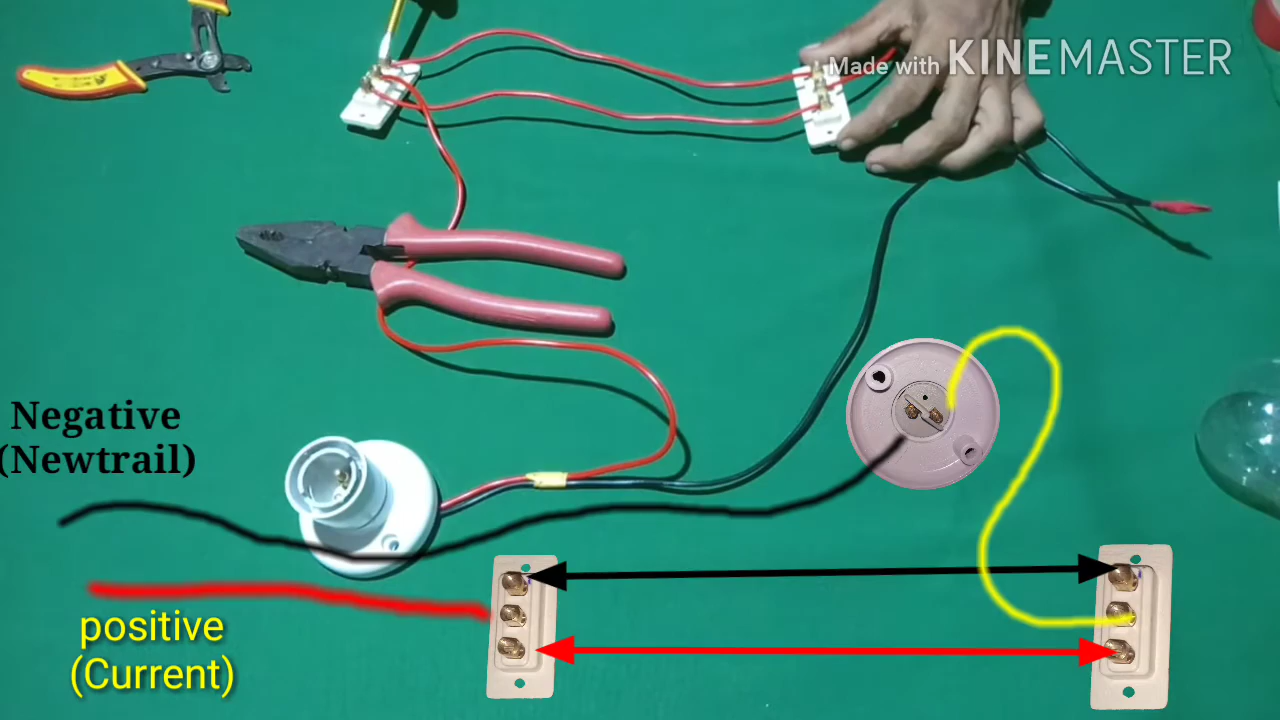 Made with KINEMASTER
Negative
(Newtrail)
positive
(Current)